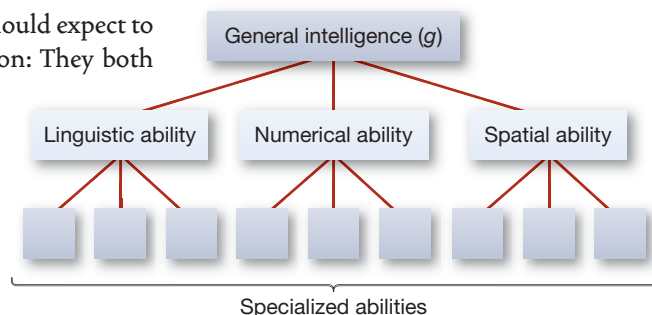 ould expect to
on: They both
General intelligence (g)
Linguistic ability
Numerical ability
Spatial ability
Specialized abilities